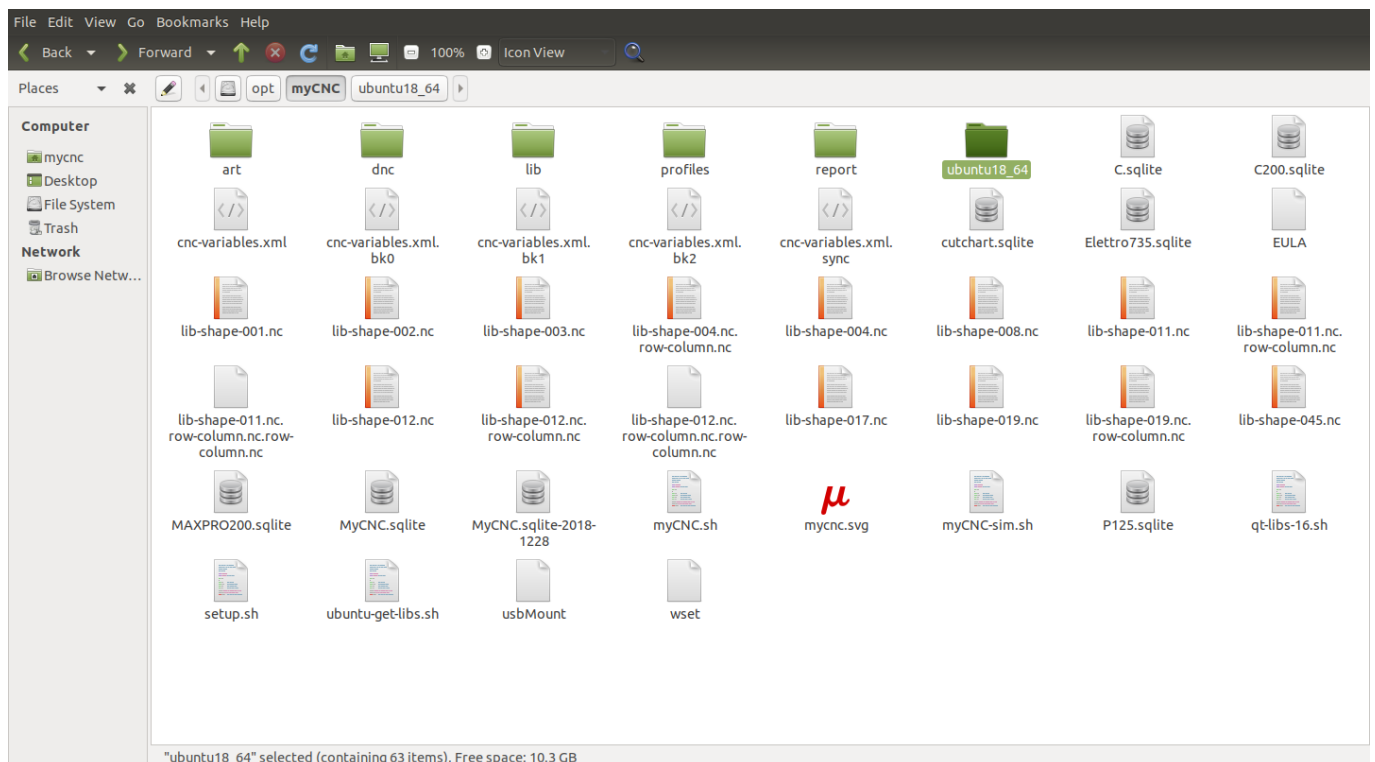 File Edit View Go Bookmarks Help
Back Forward 100% Icon View
Places opt myCNC ubuntu18_64
Computer
mycnc
Desktop
File System
Trash
Network
Browse Netw...
art dnc lib profiles report ubuntu18_64 C.sqlite C200.sqlite
cnc-variables.xml cnc-variables.xml. cnc-variables.xml. cnc-variables.xml. cnc-variables.xml. cutchart.sqlite Elettro735.sqlite EULA
bk0 bk1 bk2 sync
lib-shape-001.nc lib-shape-002.nc lib-shape-003.nc lib-shape-004.nc. lib-shape-004.nc lib-shape-008.nc lib-shape-011.nc lib-shape-011.nc.
row-column.nc row-column.nc
lib-shape-011.nc. lib-shape-012.nc lib-shape-012.nc. lib-shape-012.nc. lib-shape-017.nc lib-shape-019.nc lib-shape-019.nc. lib-shape-045.nc
row-column.nc.row- row-column.nc row-column.nc.row- row-column.nc
column.nc column.nc
μ
MAXPRO200.sqlite MyCNC.sqlite MyCNC.sqlite-2018- myCNC.sh mycnc.svg myCNC-sim.sh P125.sqlite qt-libs-16.sh
1228
setup.sh ubuntu-get-libs.sh usbMount wset
"ubuntu18_64" selected (containing 63 items), Free space: 10.3 GB